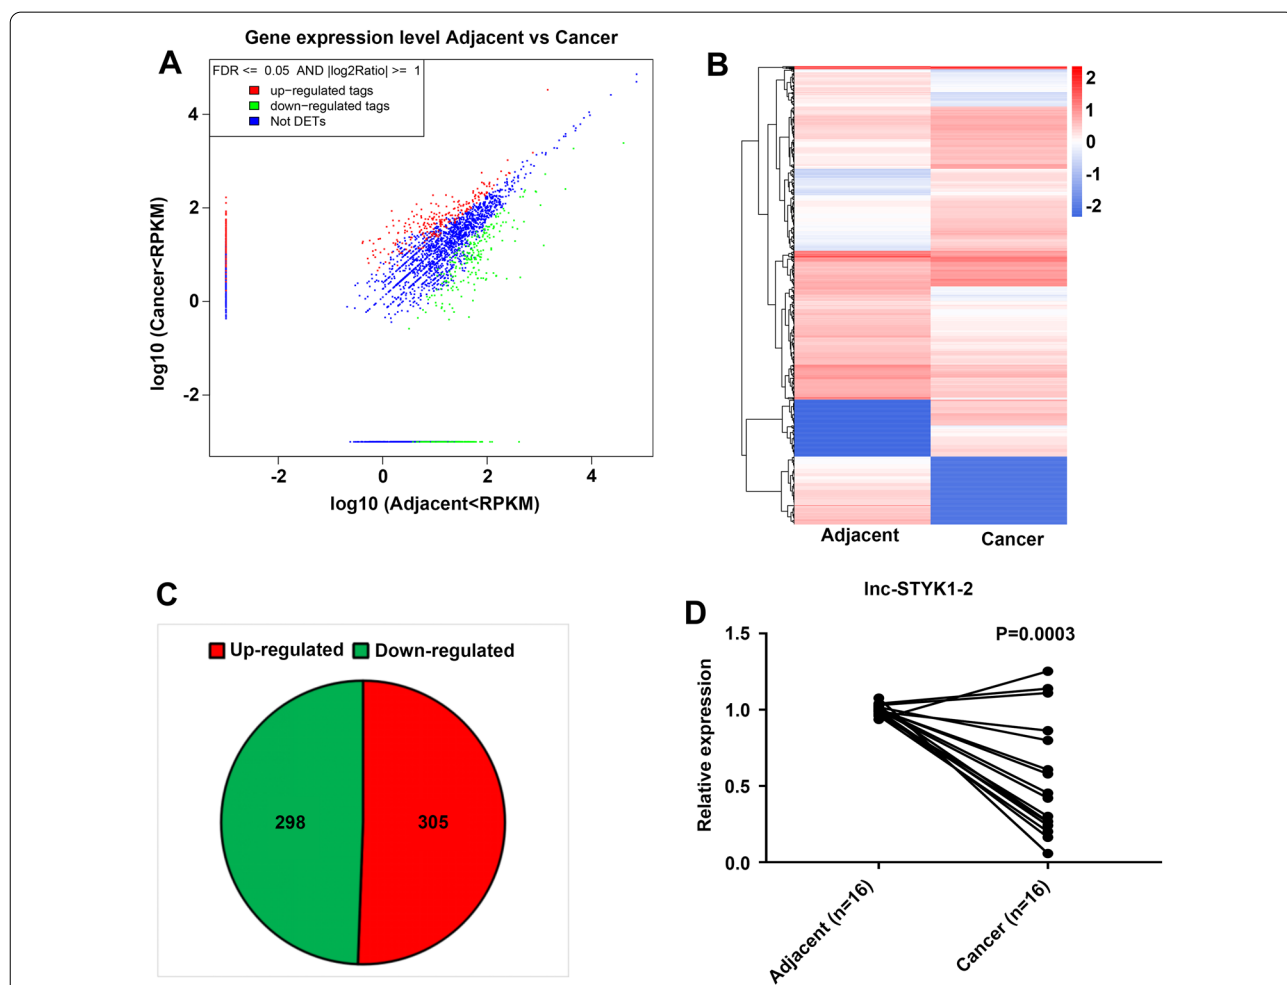 Gene expression level Adjacent vs Cancer
A
FDR <= 0.05 AND |log2Ratio| >= 1
up-regulated tags
down-regulated tags
Not DETs
4
2
0
-2
log10 (Cancer<RPKM)
-2
0
2
4
log10 (Adjacent<RPKM)
B
2
1
0
-1
-2
Adjacent
Cancer
C
Up-regulated
Down-regulated
298
305
lnc-STYK1-2
D
P=0.0003
1.5
1.0
0.5
0.0
Relative expression
Adjacent (n=16)
Cancer (n=16)